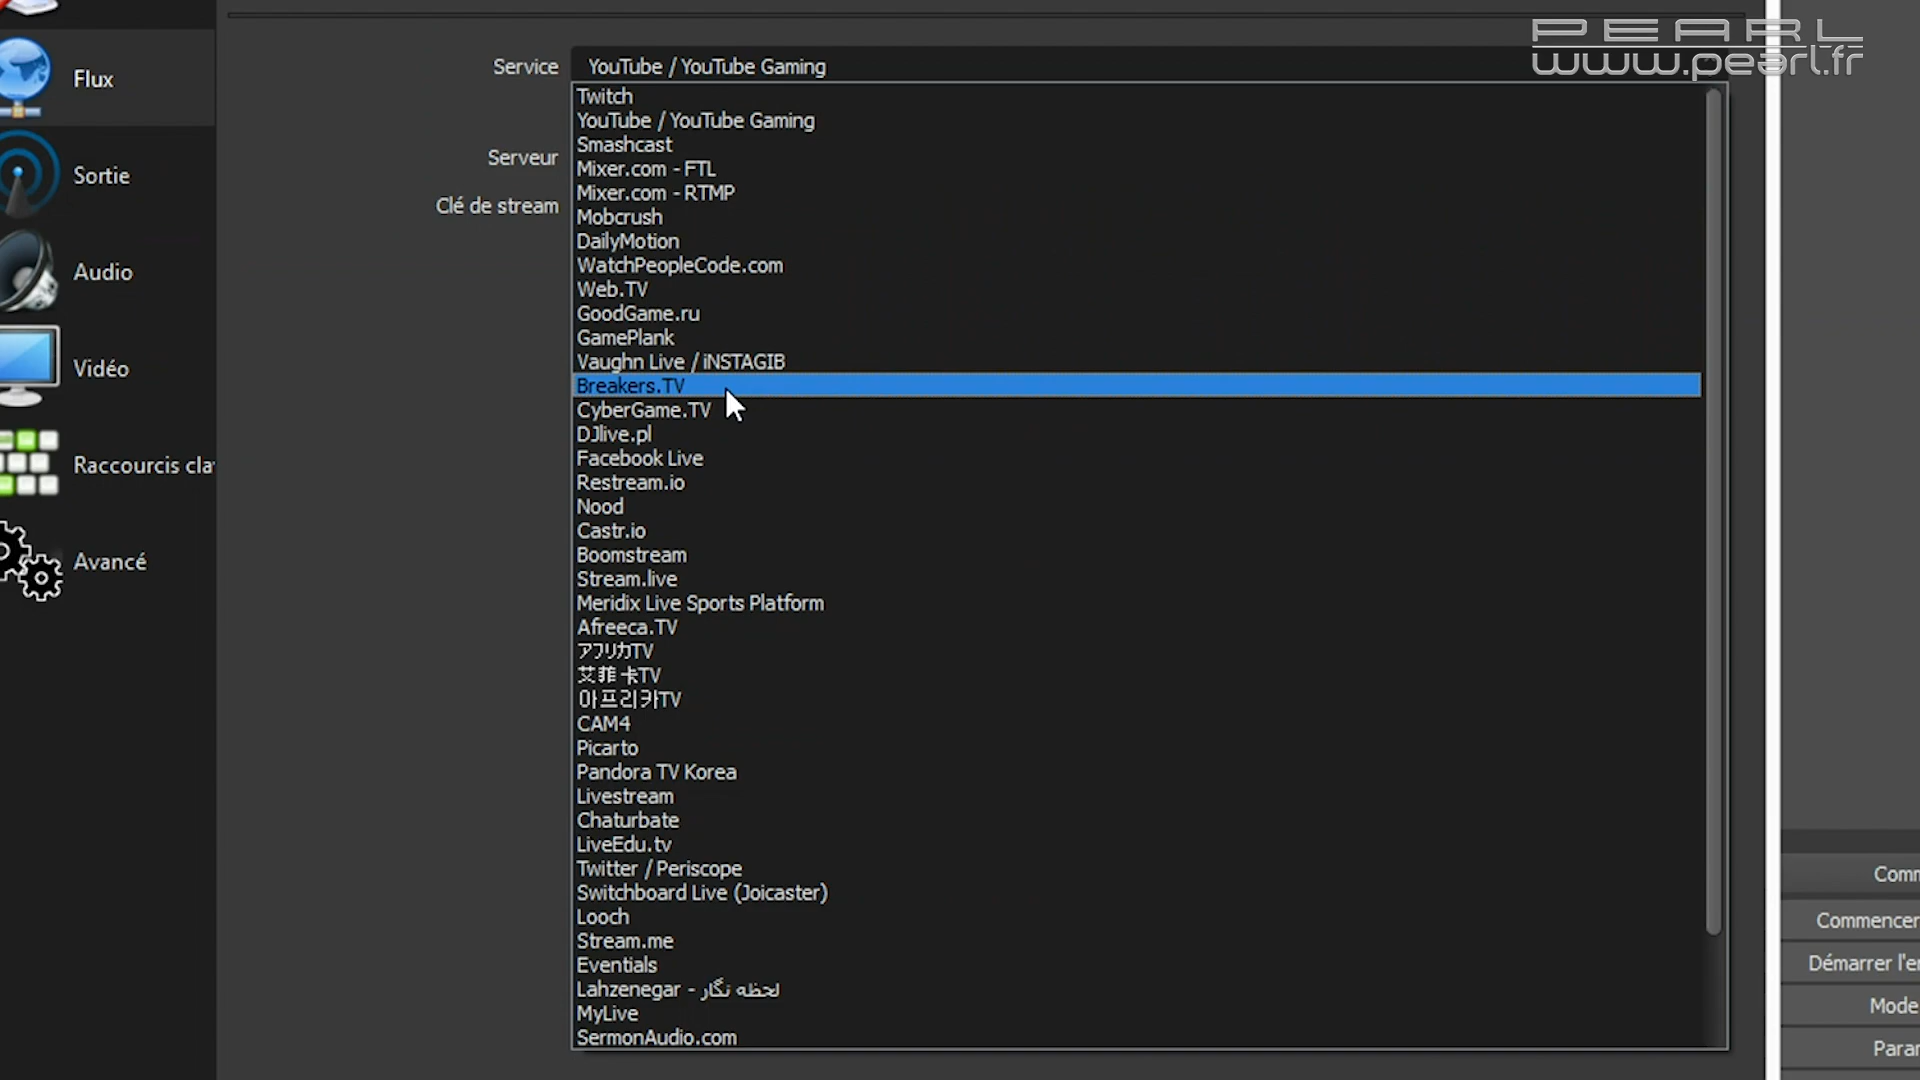 PEARL
www.pearl.fr
Flux
Sortie
Audio
Vidéo
Raccourcis cla
Avancé
Service
YouTube / YouTube Gaming
Serveur
Clé de stream
Twitch
YouTube / YouTube Gaming
Smashcast
Mixer.com - FTL
Mixer.com - RTMP
Mobcrush
DailyMotion
WatchPeopleCode.com
Web.TV
GoodGame.ru
GamePlank
Vaughn Live / iNSTAGIB
Breakers.TV
CyberGame.TV
DJlive.pl
Facebook Live
Restream.io
Nood
Castr.io
Boomstream
Stream.live
Meridix Live Sports Platform
Afreeca.TV
アフリカTV
艾菲卡TV
아프리카TV
CAM4
Picarto
Pandora TV Korea
Livestream
Chaturbate
LiveEdu.tv
Twitter / Periscope
Switchboard Live (Joicaster)
Looch
Stream.me
Eventials
Lahzenegar - لحظه نگار
MyLive
SermonAudio.com
Comm
Commencer
Démarrer l'e
Mode
Para